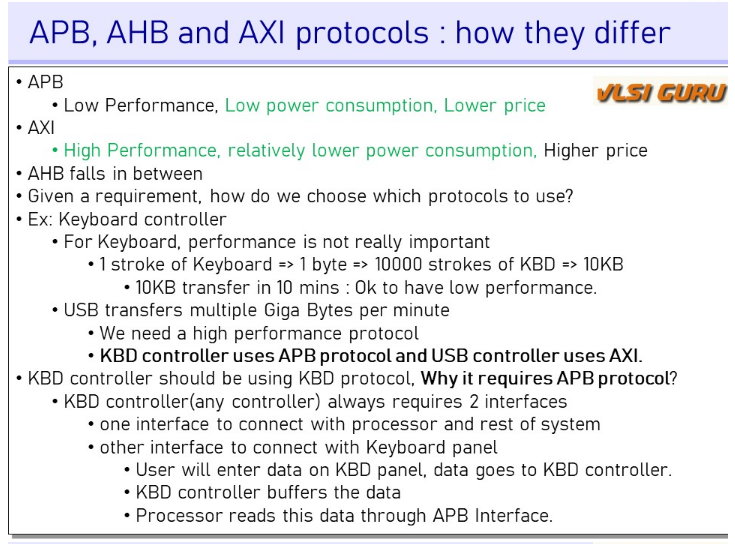 APB, AHB and AXI protocols : how they differ
VLSI GURU
• APB
• Low Performance, Low power consumption, Lower price
• AXI
• High Performance, relatively lower power consumption, Higher price
• AHB falls in between
• Given a requirement, how do we choose which protocols to use?
• Ex: Keyboard controller
• For Keyboard, performance is not really important
• 1 stroke of Keyboard => 1 byte => 10000 strokes of KBD => 10KB
• 10KB transfer in 10 mins : Ok to have low performance.
• USB transfers multiple Giga Bytes per minute
• We need a high performance protocol
• KBD controller uses APB protocol and USB controller uses AXI.
• KBD controller should be using KBD protocol, Why it requires APB protocol?
• KBD controller(any controller) always requires 2 interfaces
• one interface to connect with processor and rest of system
• other interface to connect with Keyboard panel
• User will enter data on KBD panel, data goes to KBD controller.
• KBD controller buffers the data
• Processor reads this data through APB Interface.